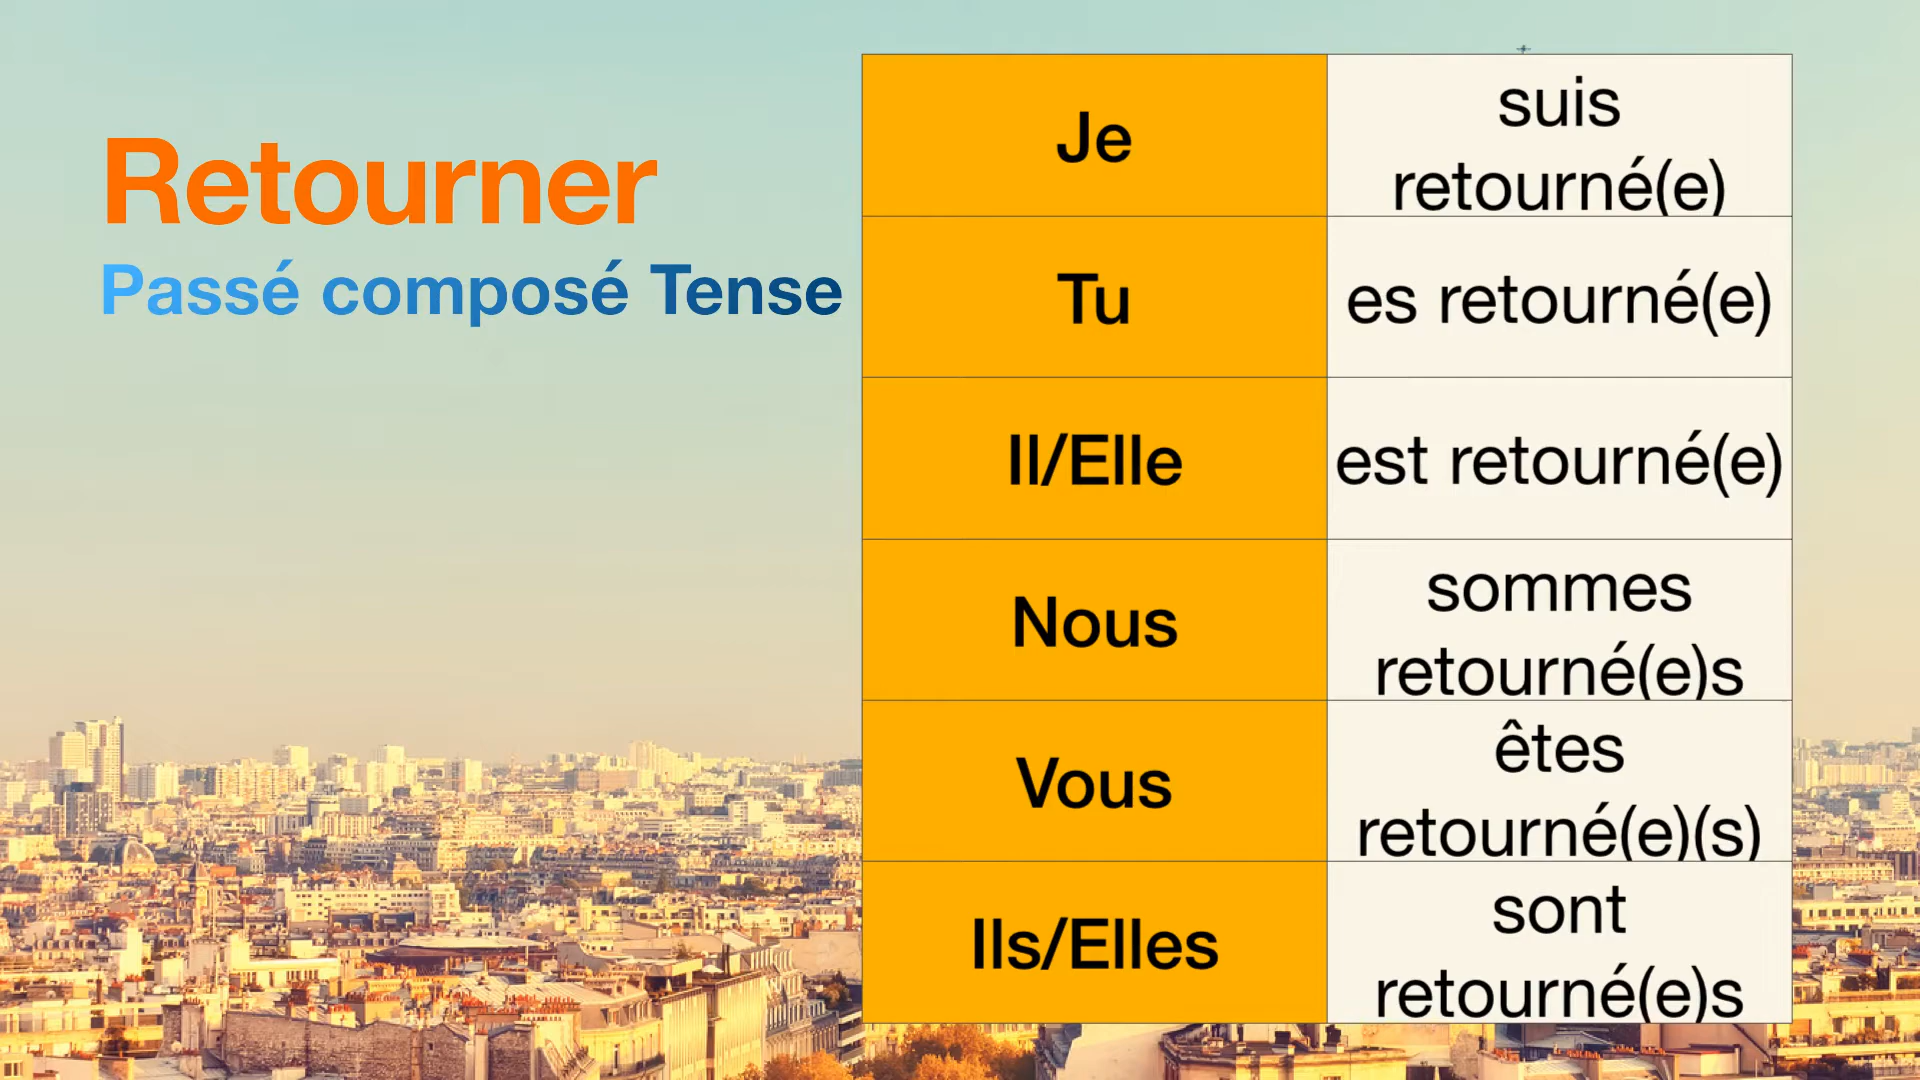 Retourner
Passé composé Tense
Je
suis
retourné(e)
Tu
es retourné(e)
Il/Elle
est retourné(e)
Nous
sommes
retourné(e)s
Vous
êtes
retourné(e)(s)
Ils/Elles
sont
retourné(e)s